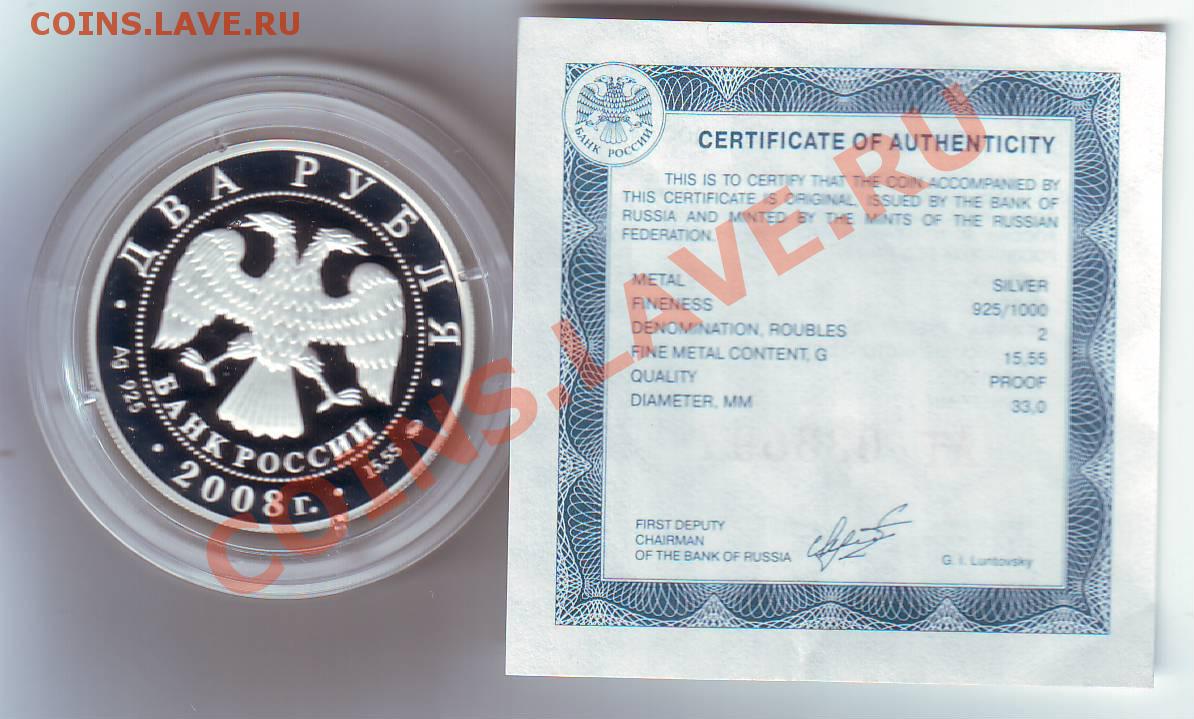 COINS.LAVE.RU
ДВА РУБЛЯ
Ag 925
БАНК РОССИИ
15,55
2008 г.
БАНК РОССИИ
CERTIFICATE OF AUTHENTICITY
THIS IS TO CERTIFY THAT THE COIN ACCOMPANIED BY
THIS CERTIFICATE IS ORIGINAL, ISSUED BY THE BANK OF
RUSSIA AND MINTED BY THE MINTS OF THE RUSSIAN
FEDERATION.
METAL SILVER
FINENESS 925/1000
DENOMINATION, ROUBLES 2
FINE METAL CONTENT, G 15,55
QUALITY PROOF
DIAMETER, MM 33,0
FIRST DEPUTY
CHAIRMAN
OF THE BANK OF RUSSIA
G. I. Luntovsky
COINS.LAVE.RU